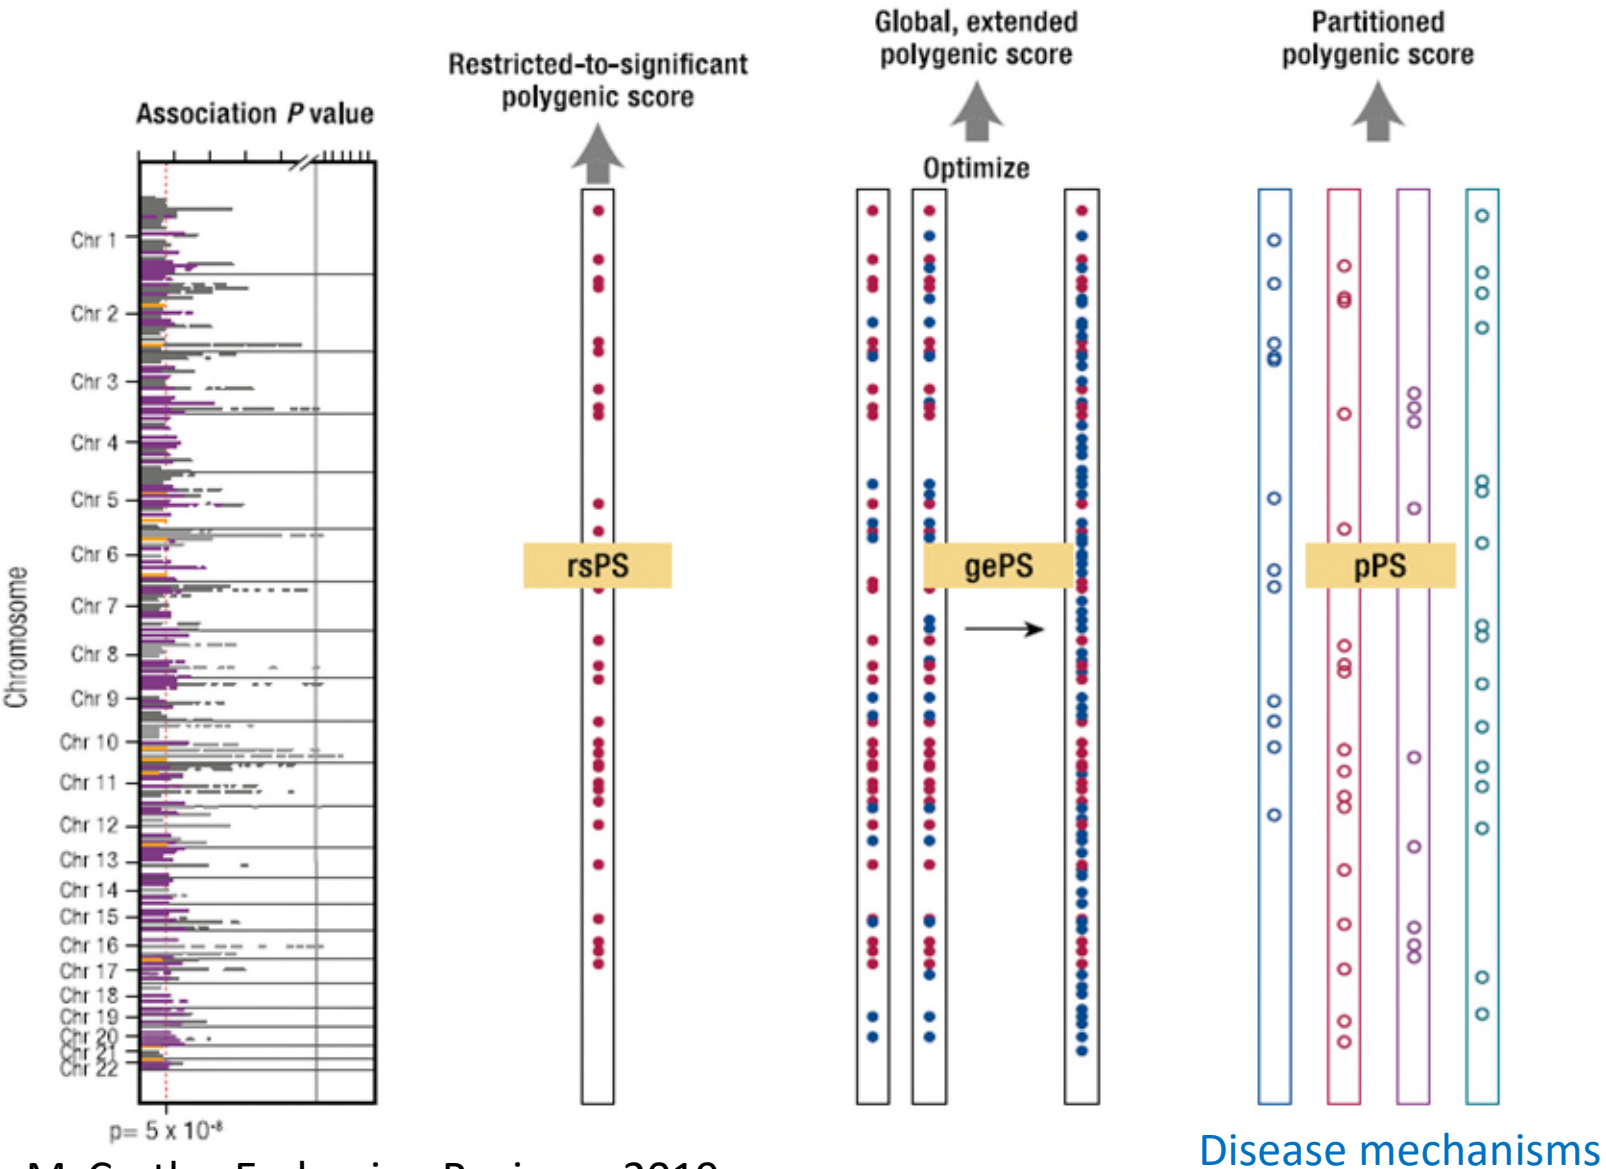 Global, extended
polygenic score
Partitioned
polygenic score
Restricted-to-significant
polygenic score
Association P value
Optimize
Chr 1
Chr 2
Chr 3
Chr 4
Chr 5
Chr 6
Chr 7
Chr 8
Chr 9
Chr 10
Chr 11
Chr 12
Chr 13
Chr 14
Chr 15
Chr 16
Chr 17
Chr 18
Chr 19
Chr 20
Chr 21
Chr 22
Chromosome
rsPS
gePS
pPS
p= 5 x 10⁻⁸
Disease mechanisms